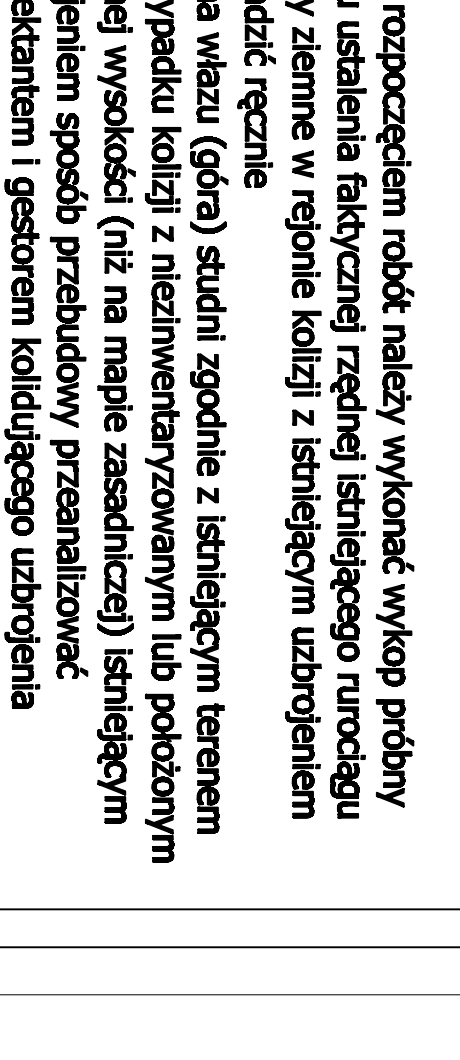 rozpoczęciem robót należy wykonać wykop próbny
ustalenia faktycznej rzędnej istniejącego rurociągu
y ziemne w rejonie kolizji z istniejącym uzbrojeniem
dzić ręcznie
a włazu (góra) studni zgodnie z istniejącym terenem
ypadku kolizji z niezinwentaryzowanym lub położonym
nej wysokości (niż na mapie zasadniczej) istniejącym
jeniem sposób przebudowy przeanalizować
ektantem i gestorem kolidującego uzbrojenia